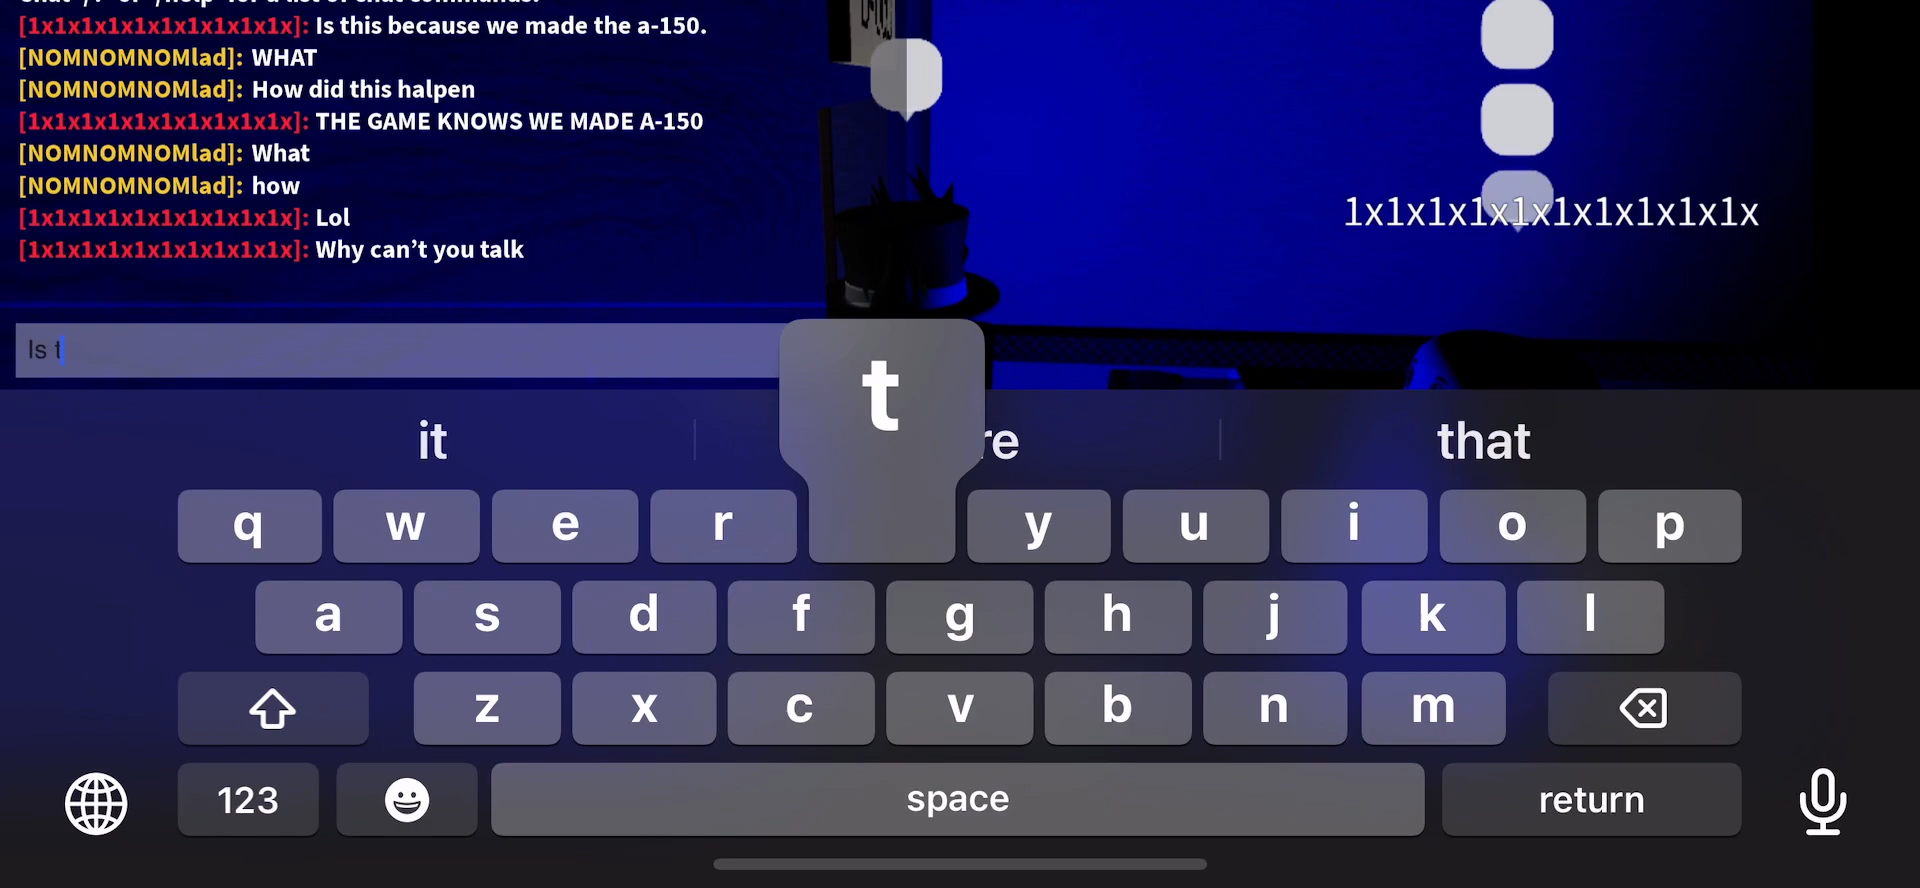 [1x1x1x1x1x1x1x1x1x1x]: Is this because we made the a-150.
[NOMNOMNOMlad]: WHAT
[NOMNOMNOMlad]: How did this halpen
[1x1x1x1x1x1x1x1x1x1x]: THE GAME KNOWS WE MADE A-150
[NOMNOMNOMlad]: What
[NOMNOMNOMlad]: how
[1x1x1x1x1x1x1x1x1x1x]: Lol
[1x1x1x1x1x1x1x1x1x1x]: Why can’t you talk
1x1x1x1x1x1x1x1x1x1x
Is t
t
it re that
q w e r y u i o p
a s d f g h j k l
z x c v b n m
123 space return